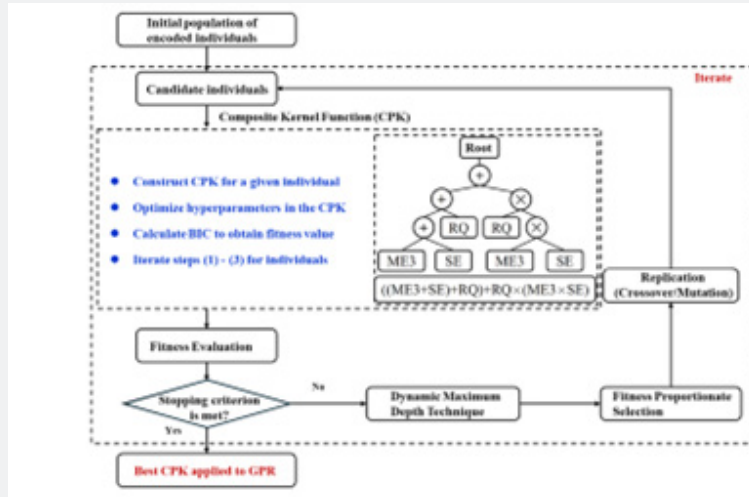 Initial population of
encoded individuals
Iterate
Candidate individuals
Composite Kernel Function (CPK)
Root
+
• Construct CPK for a given individual
+ ×
• Optimize hyperparameters in the CPK
+ RQ RQ ×
• Calculate BIC to obtain fitness value
• Iterate steps (1) - (3) for individuals
ME3 SE ME3 SE
((ME3+SE)+RQ)+RQ×(ME3×SE)
Replication
(Crossover/Mutation)
Fitness Evaluation
No
Stopping criterion
is met?
Dynamic Maximum
Depth Technique
Fitness Proportionate
Selection
Yes
Best CPK applied to GPR